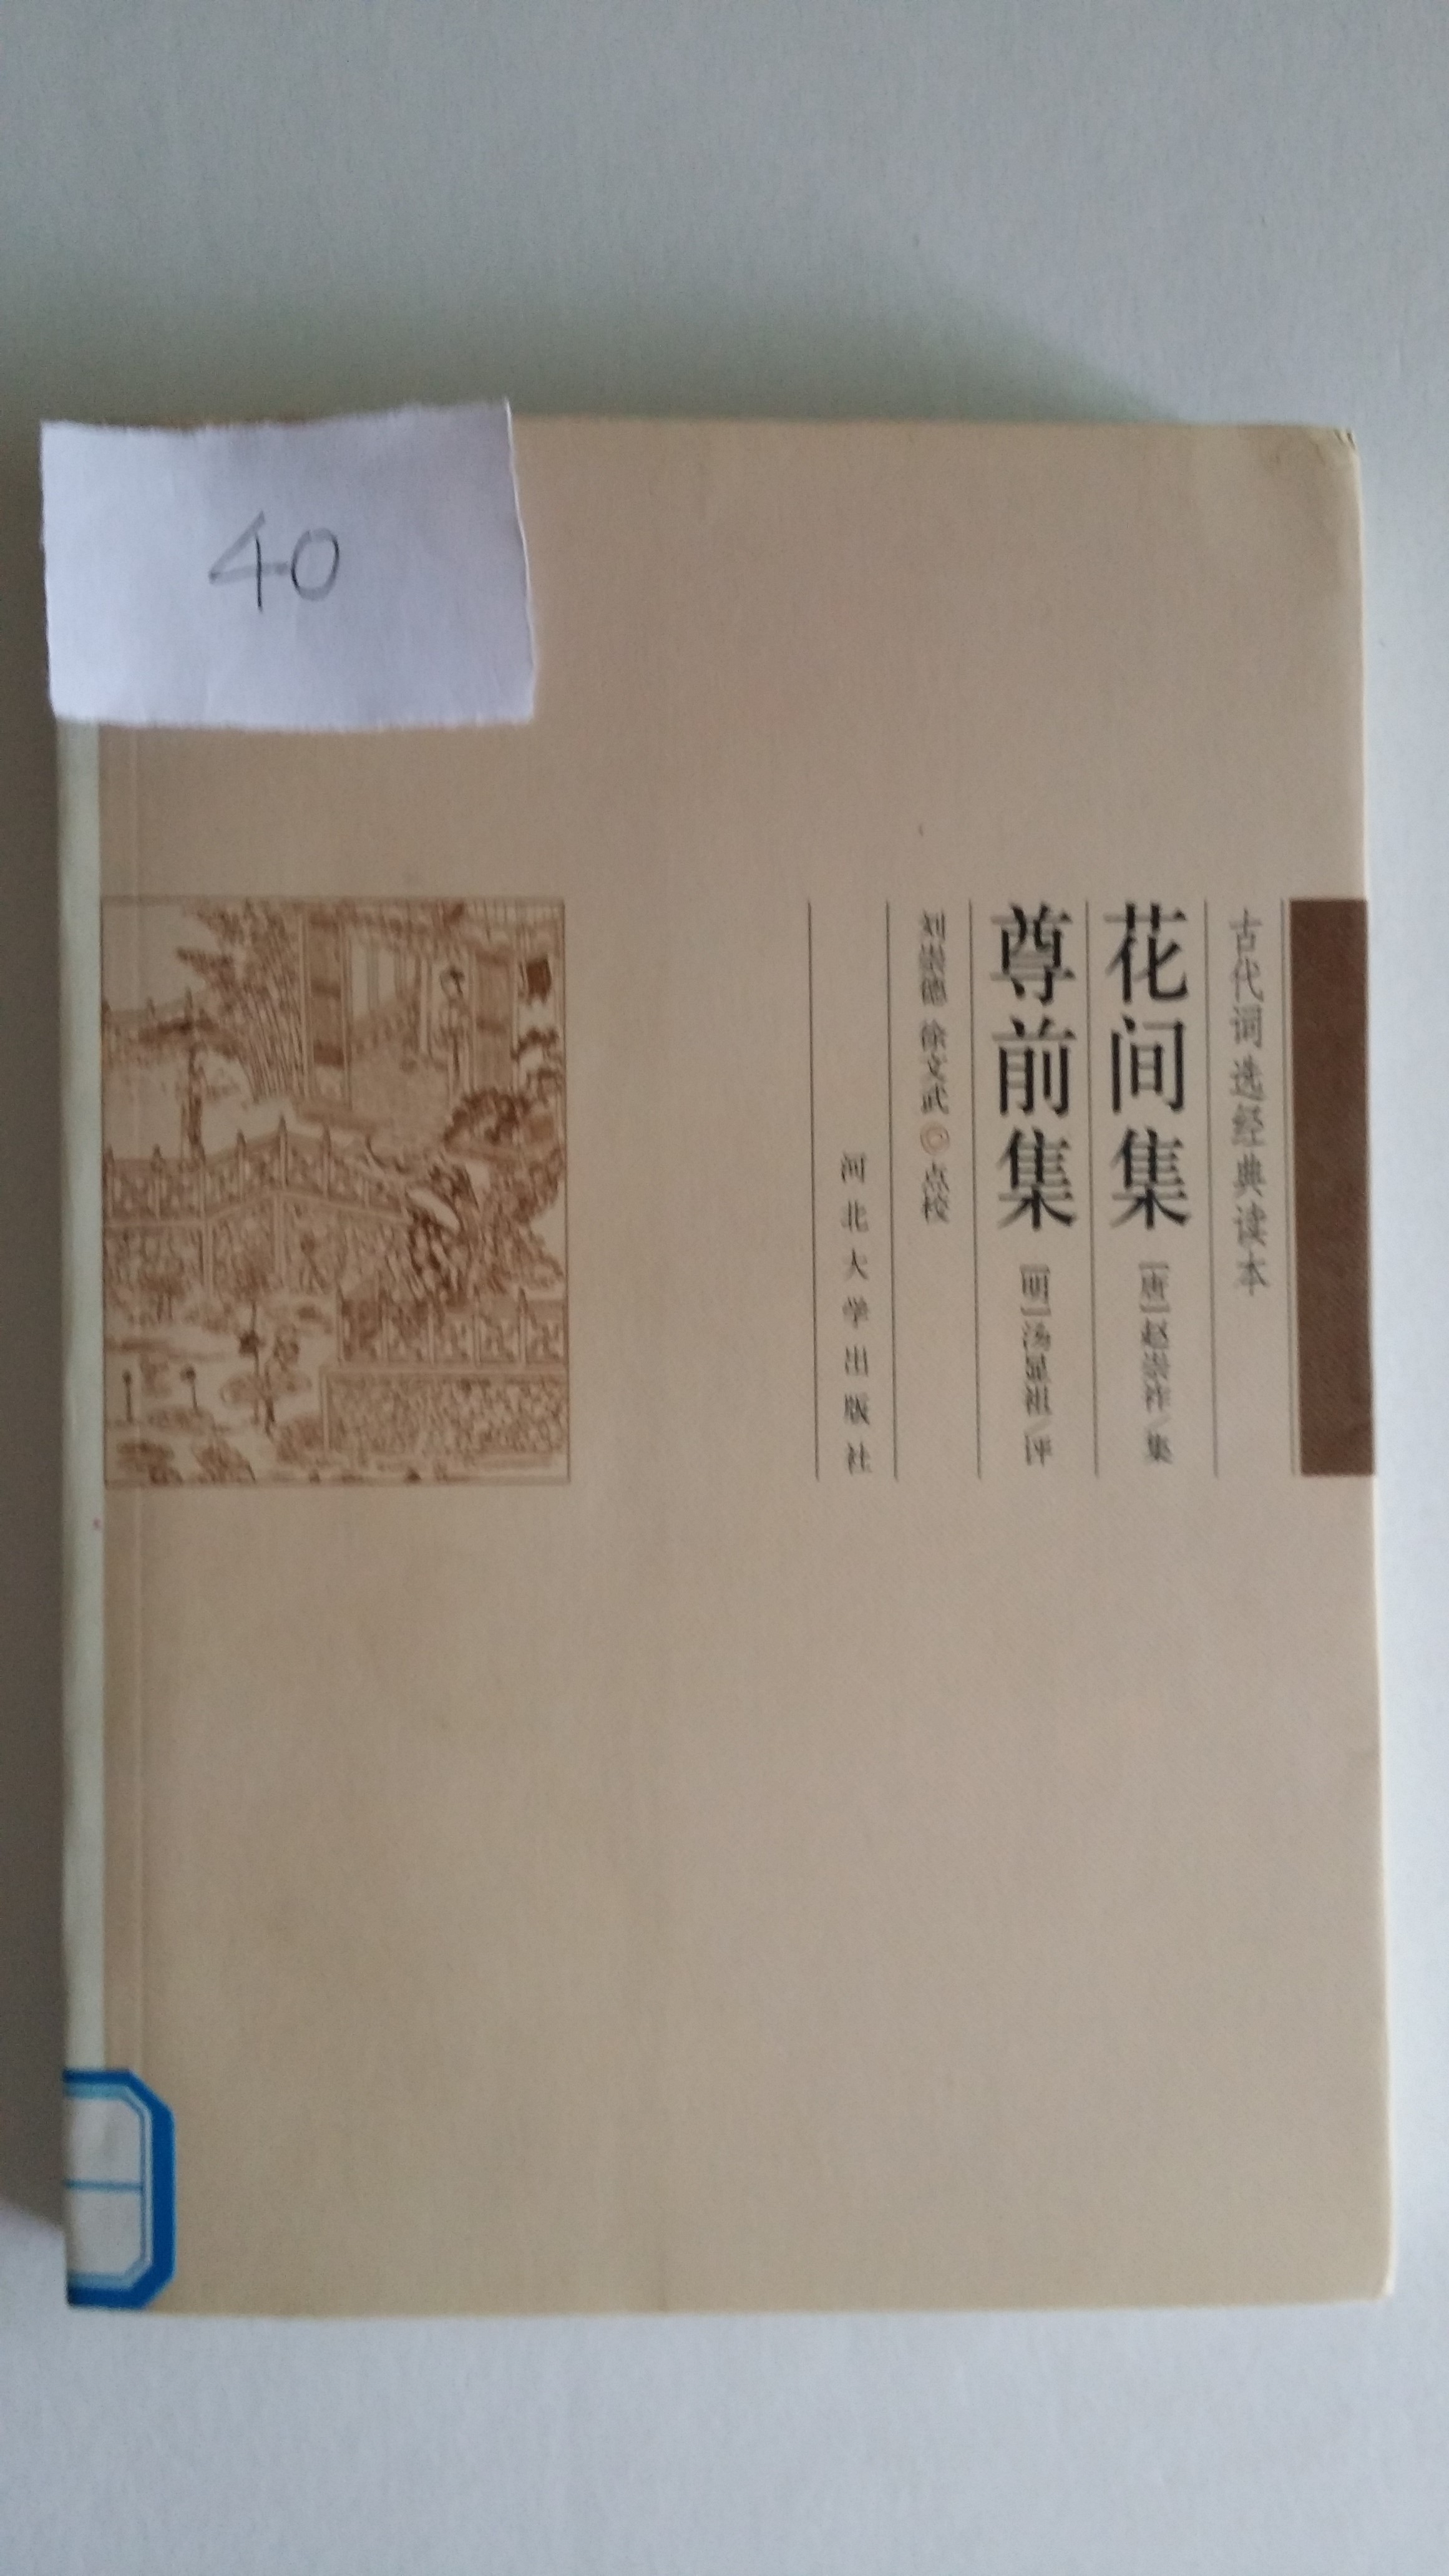 40
古代词选经典读本
花间集 [唐]赵崇祚/集
尊前集 [明]汤显祖/评
刘崇德 徐文武◎点校
河北大学出版社